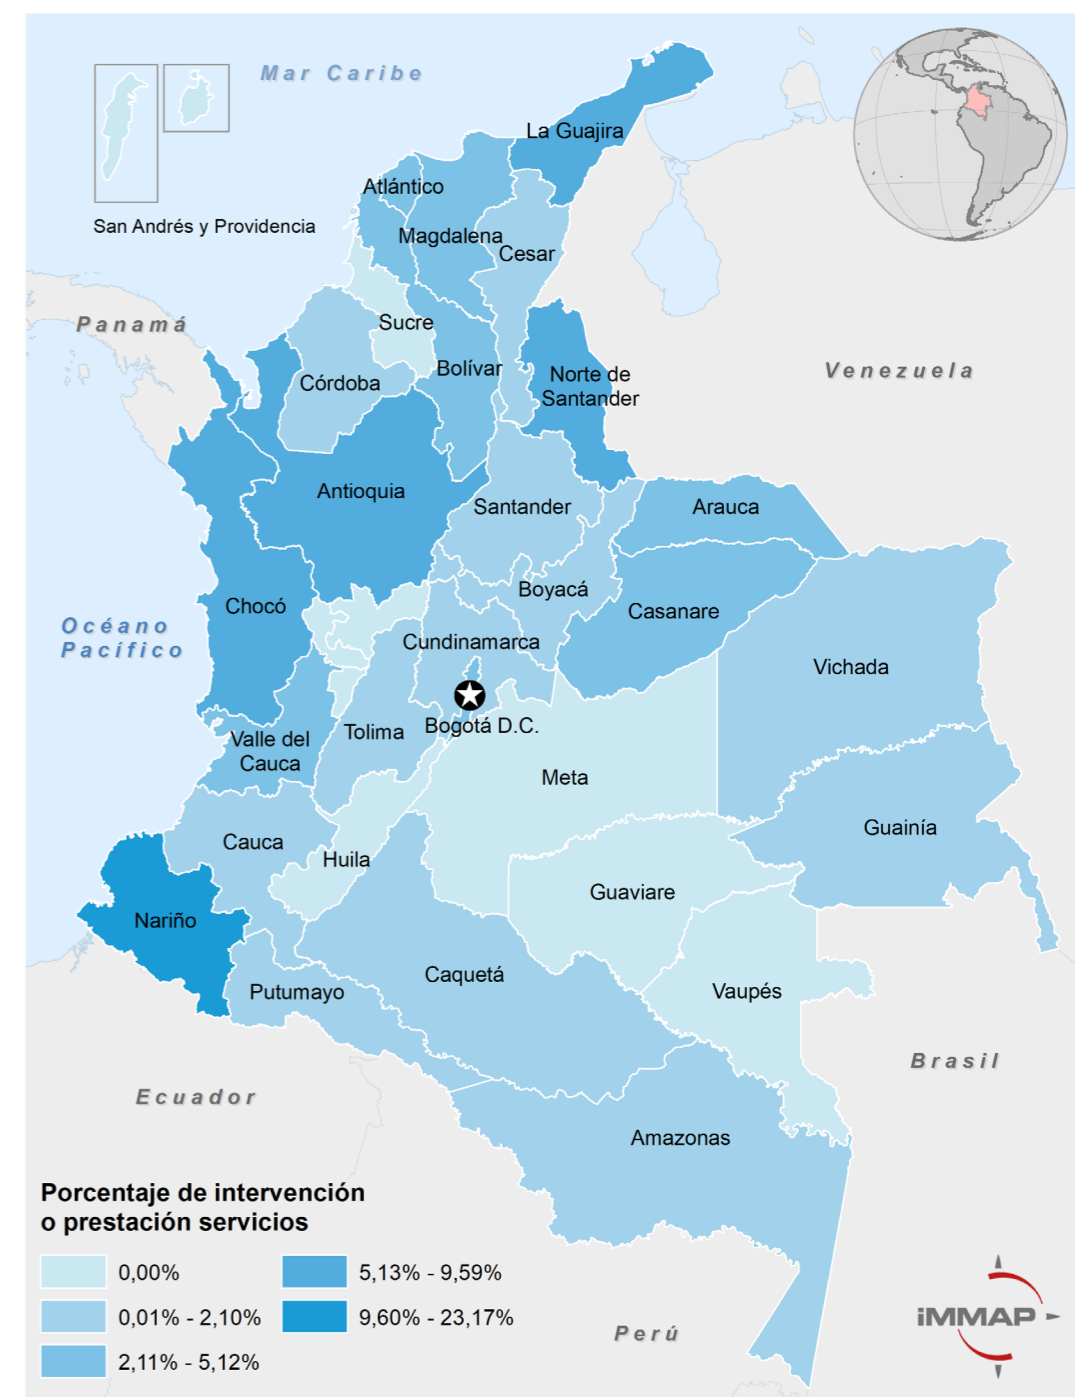 Mar Caribe
La Guajira
San Andrés y Providencia
Atlántico
Magdalena
Cesar
Panamá
Sucre
Venezuela
Córdoba
Bolívar
Norte de
Santander
Antioquia
Santander
Arauca
Boyacá
Chocó
Casanare
Océano
Pacífico
Cundinamarca
Vichada
Bogotá D.C.
Tolima
Valle del
Cauca
Meta
Guainía
Cauca
Huila
Guaviare
Nariño
Caquetá
Putumayo
Vaupés
Brasil
Ecuador
Amazonas
Perú
Porcentaje de intervención
o prestación servicios
0,00%
0,01% - 2,10%
2,11% - 5,12%
5,13% - 9,59%
9,60% - 23,17%
iMMAP